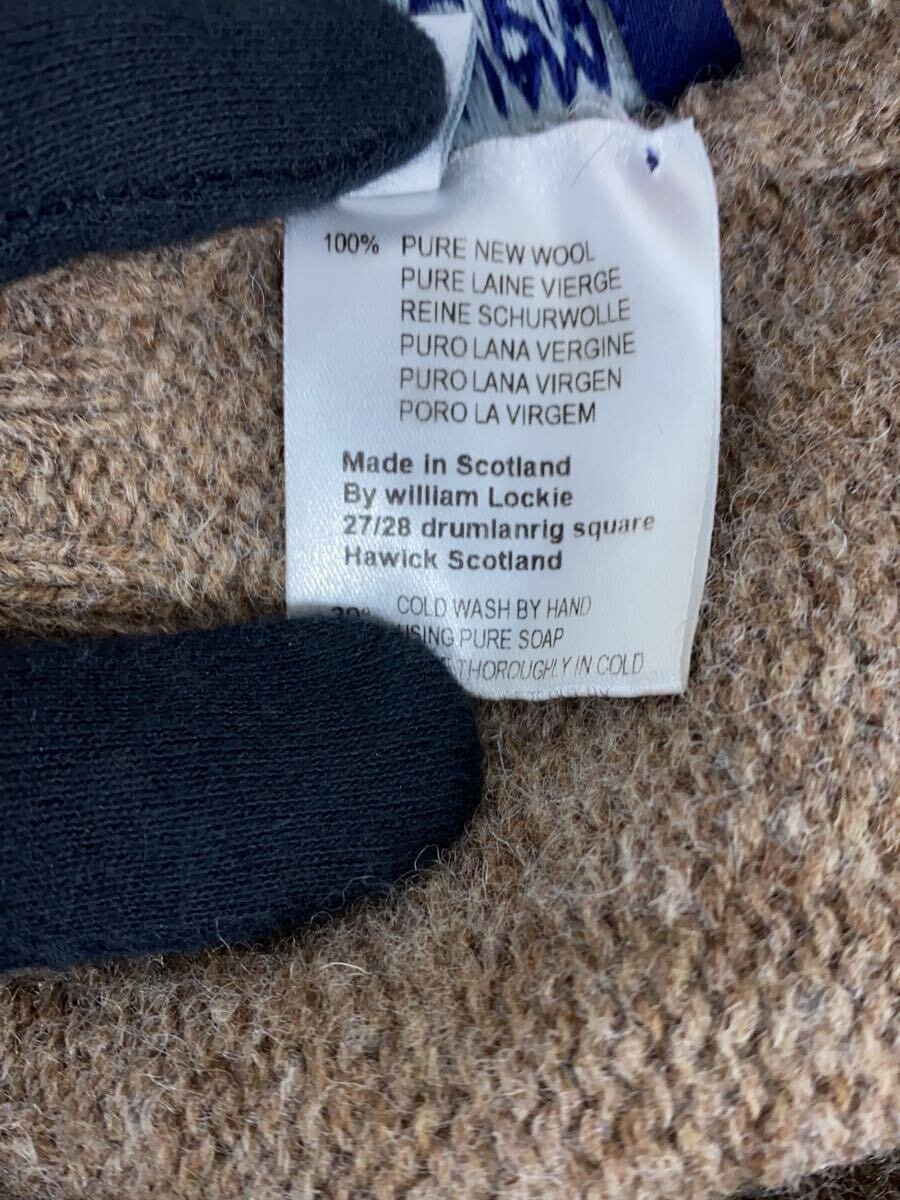 100% PURE NEW WOOL
PURE LAINE VIERGE
REINE SCHURWOLLE
PURO LANA VERGINE
PURO LANA VIRGEN
PORO LA VIRGEM
Made in Scotland
By william Lockie
27/28 drumlanrig square
Hawick Scotland
COLD WASH BY HAND
PURE SOAP
THOROUGHLY IN COLD